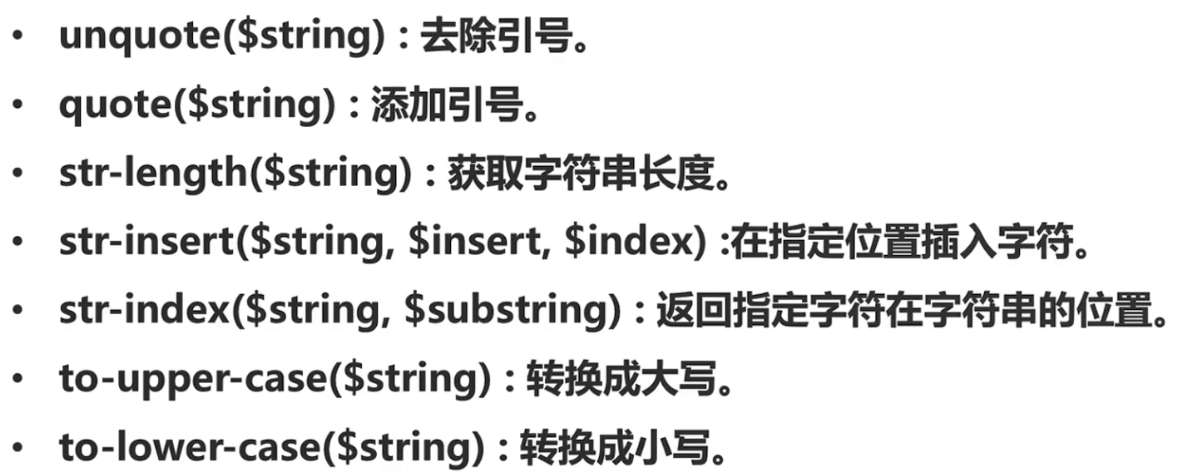 • unquote($string) : 去除引号。
• quote($string) : 添加引号。
• str-length($string) : 获取字符串长度。
• str-insert($string, $insert, $index) :在指定位置插入字符。
• str-index($string, $substring) : 返回指定字符在字符串的位置。
• to-upper-case($string) : 转换成大写。
• to-lower-case($string) : 转换成小写。